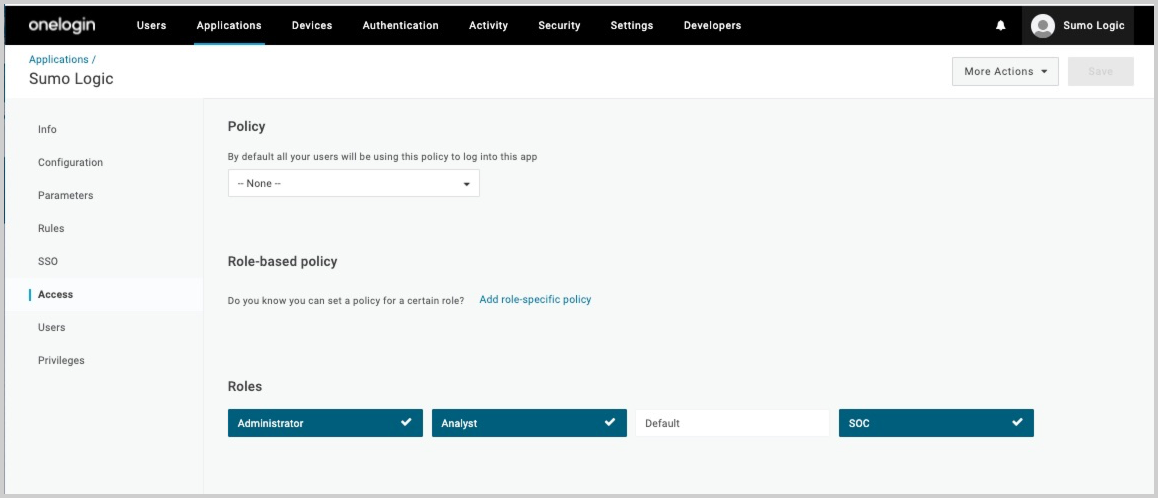 onelogin Users Applications Devices Authentication Activity Security Settings Developers Sumo Logic
Applications /
Sumo Logic
More Actions Save
Info
Configuration
Parameters
Rules
SSO
Access
Users
Privileges
Policy
By default all your users will be using this policy to log into this app
-- None --
Role-based policy
Do you know you can set a policy for a certain role? Add role-specific policy
Roles
Administrator Analyst Default SOC